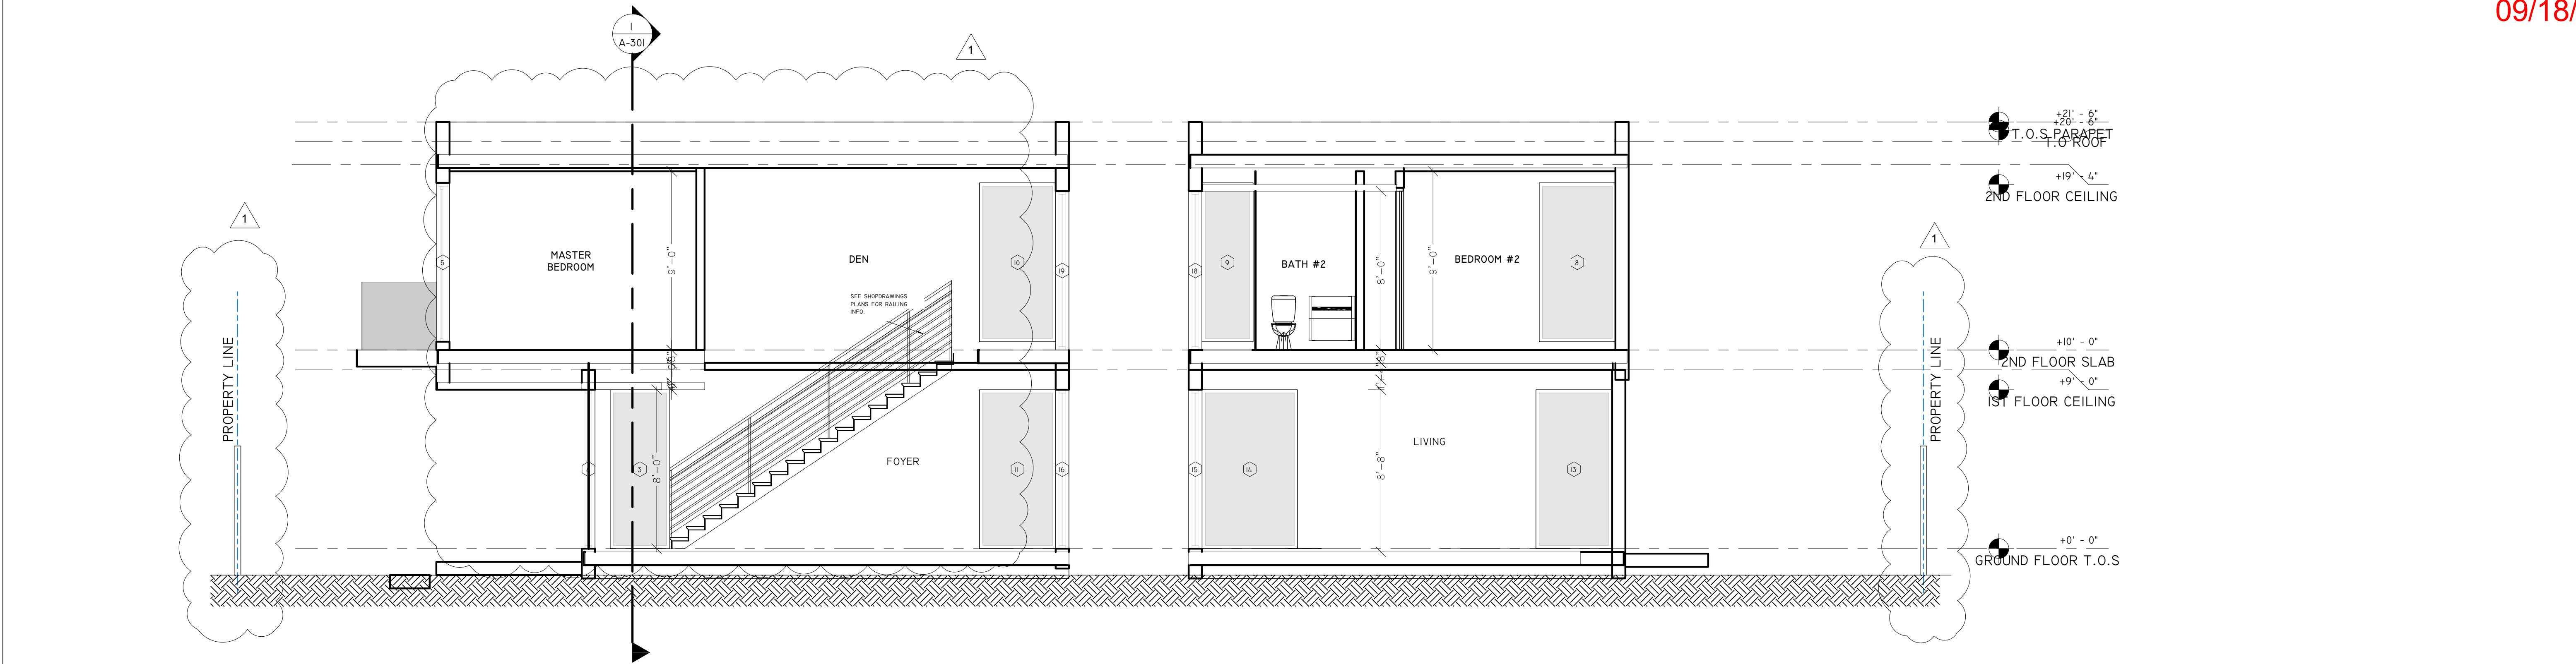 09/18/
1
A-301
1
+21' - 6"
+20' - 6"
T.O.S PARAPET
T.O ROOF
+19' - 4"
2ND FLOOR CEILING
1
1
MASTER
BEDROOM
9'-0"
DEN
SEE SHOPDRAWINGS
PLANS FOR RAILING
INFO.
5
10
19
18
9
BATH #2
8'-0"
9'-0"
BEDROOM #2
8
PROPERTY LINE
PROPERTY LINE
+10' - 0"
2ND FLOOR SLAB
+9' - 0"
1ST FLOOR CEILING
3
8'-0"
FOYER
11
16
15
14
8'-8"
LIVING
13
+0' - 0"
GROUND FLOOR T.O.S